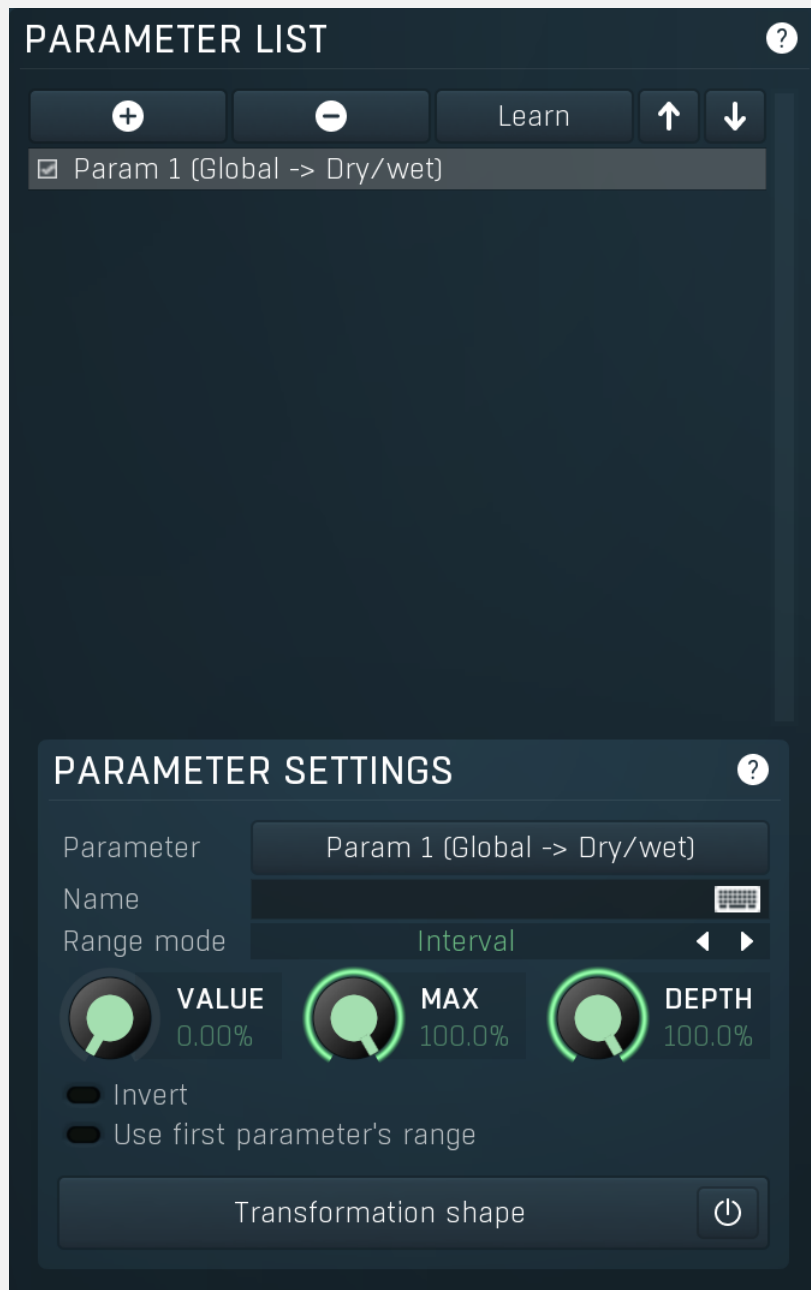 PARAMETER LIST ?
Learn
Param 1 (Global -> Dry/wet)
PARAMETER SETTINGS ?
Parameter Param 1 (Global -> Dry/wet)
Name
Range mode Interval
VALUE MAX DEPTH
0.00% 100.0% 100.0%
Invert
Use first parameter's range
Transformation shape